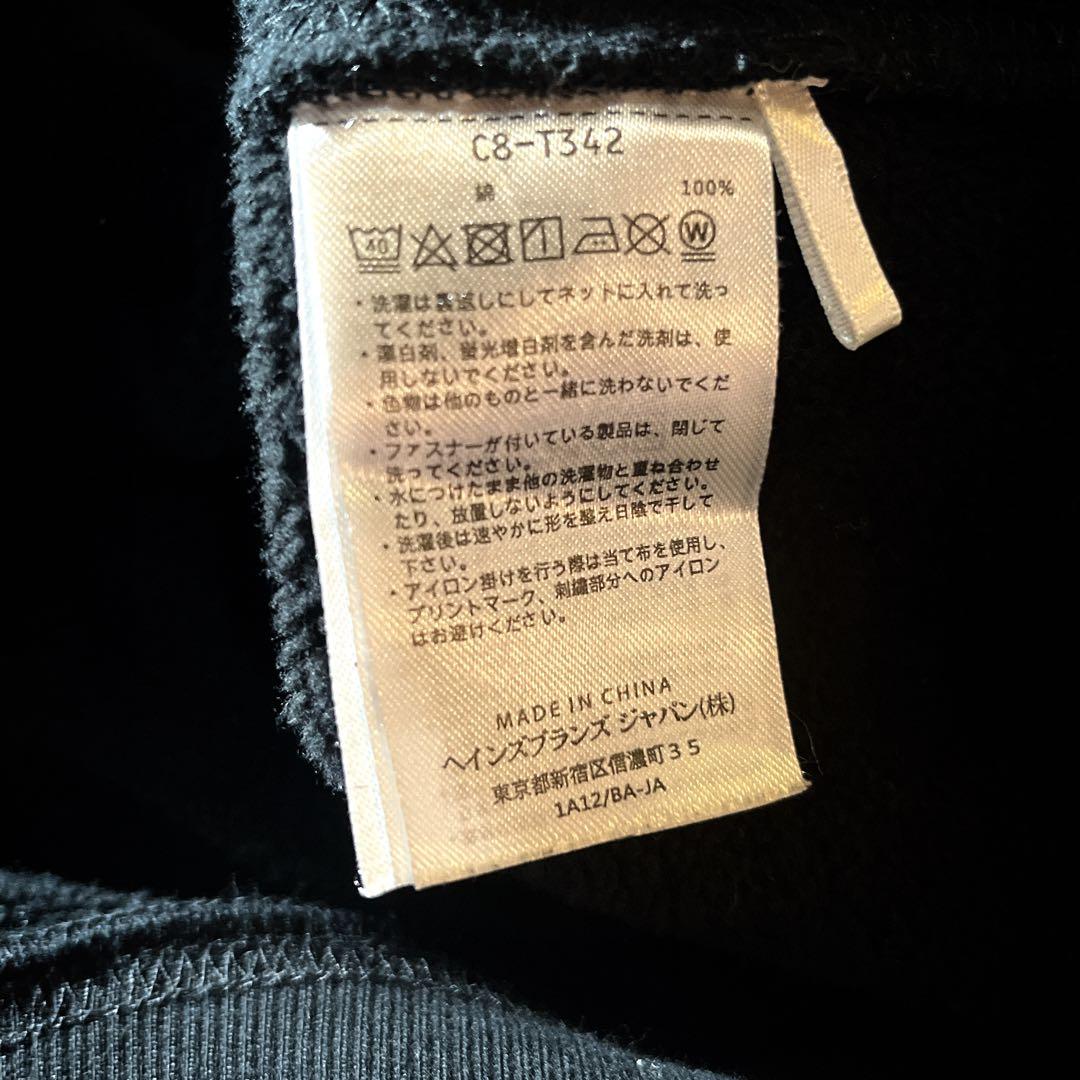 C8-T342
綿 100%
40 W
・洗濯は裏返しにしてネットに入れて洗っ
てください。
・漂白剤、蛍光増白剤を含んだ洗剤は、使
用しないでください。
・色物は他のものと一緒に洗わないでくだ
さい。
・ファスナーが付いている製品は、閉じて
洗ってください。
・水につけたまま他の洗濯物と重ね合わせ
たり、放置しないようにしてください。
・洗濯後は速やかに形を整え日陰で干して
下さい。
・アイロン掛けを行う際は当て布を使用し、
プリントマーク、刺繍部分へのアイロン
はお避けください。
MADE IN CHINA
ヘインズブランズ ジャパン(株)
東京都新宿区信濃町35
1A12/BA-JA